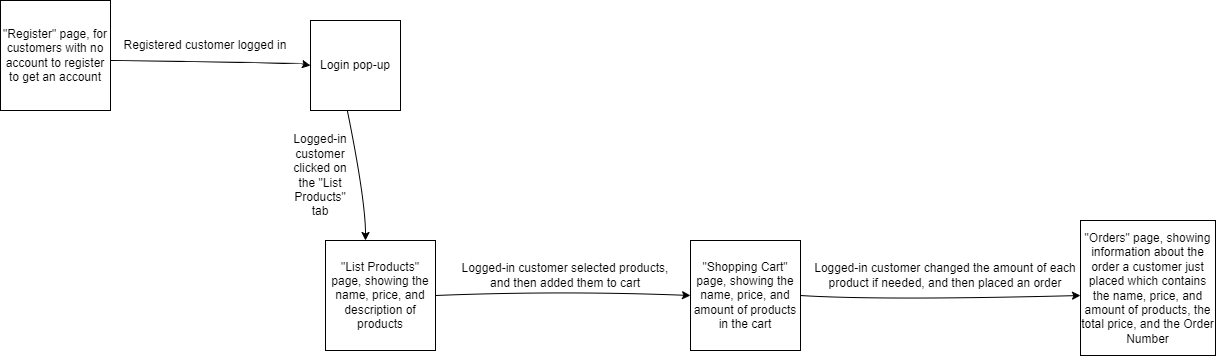 "Register" page, for
customers with no
account to register
to get an account
Registered customer logged in
Login pop-up
Logged-in
customer
clicked on
the "List
Products"
tab
"List Products"
page, showing the
name, price, and
description of
products
Logged-in customer selected products,
and then added them to cart
"Shopping Cart"
page, showing the
name, price, and
amount of products
in the cart
Logged-in customer changed the amount of each
product if needed, and then placed an order
"Orders" page, showing
information about the
order a customer just
placed which contains
the name, price, and
amount of products, the
total price, and the Order
Number